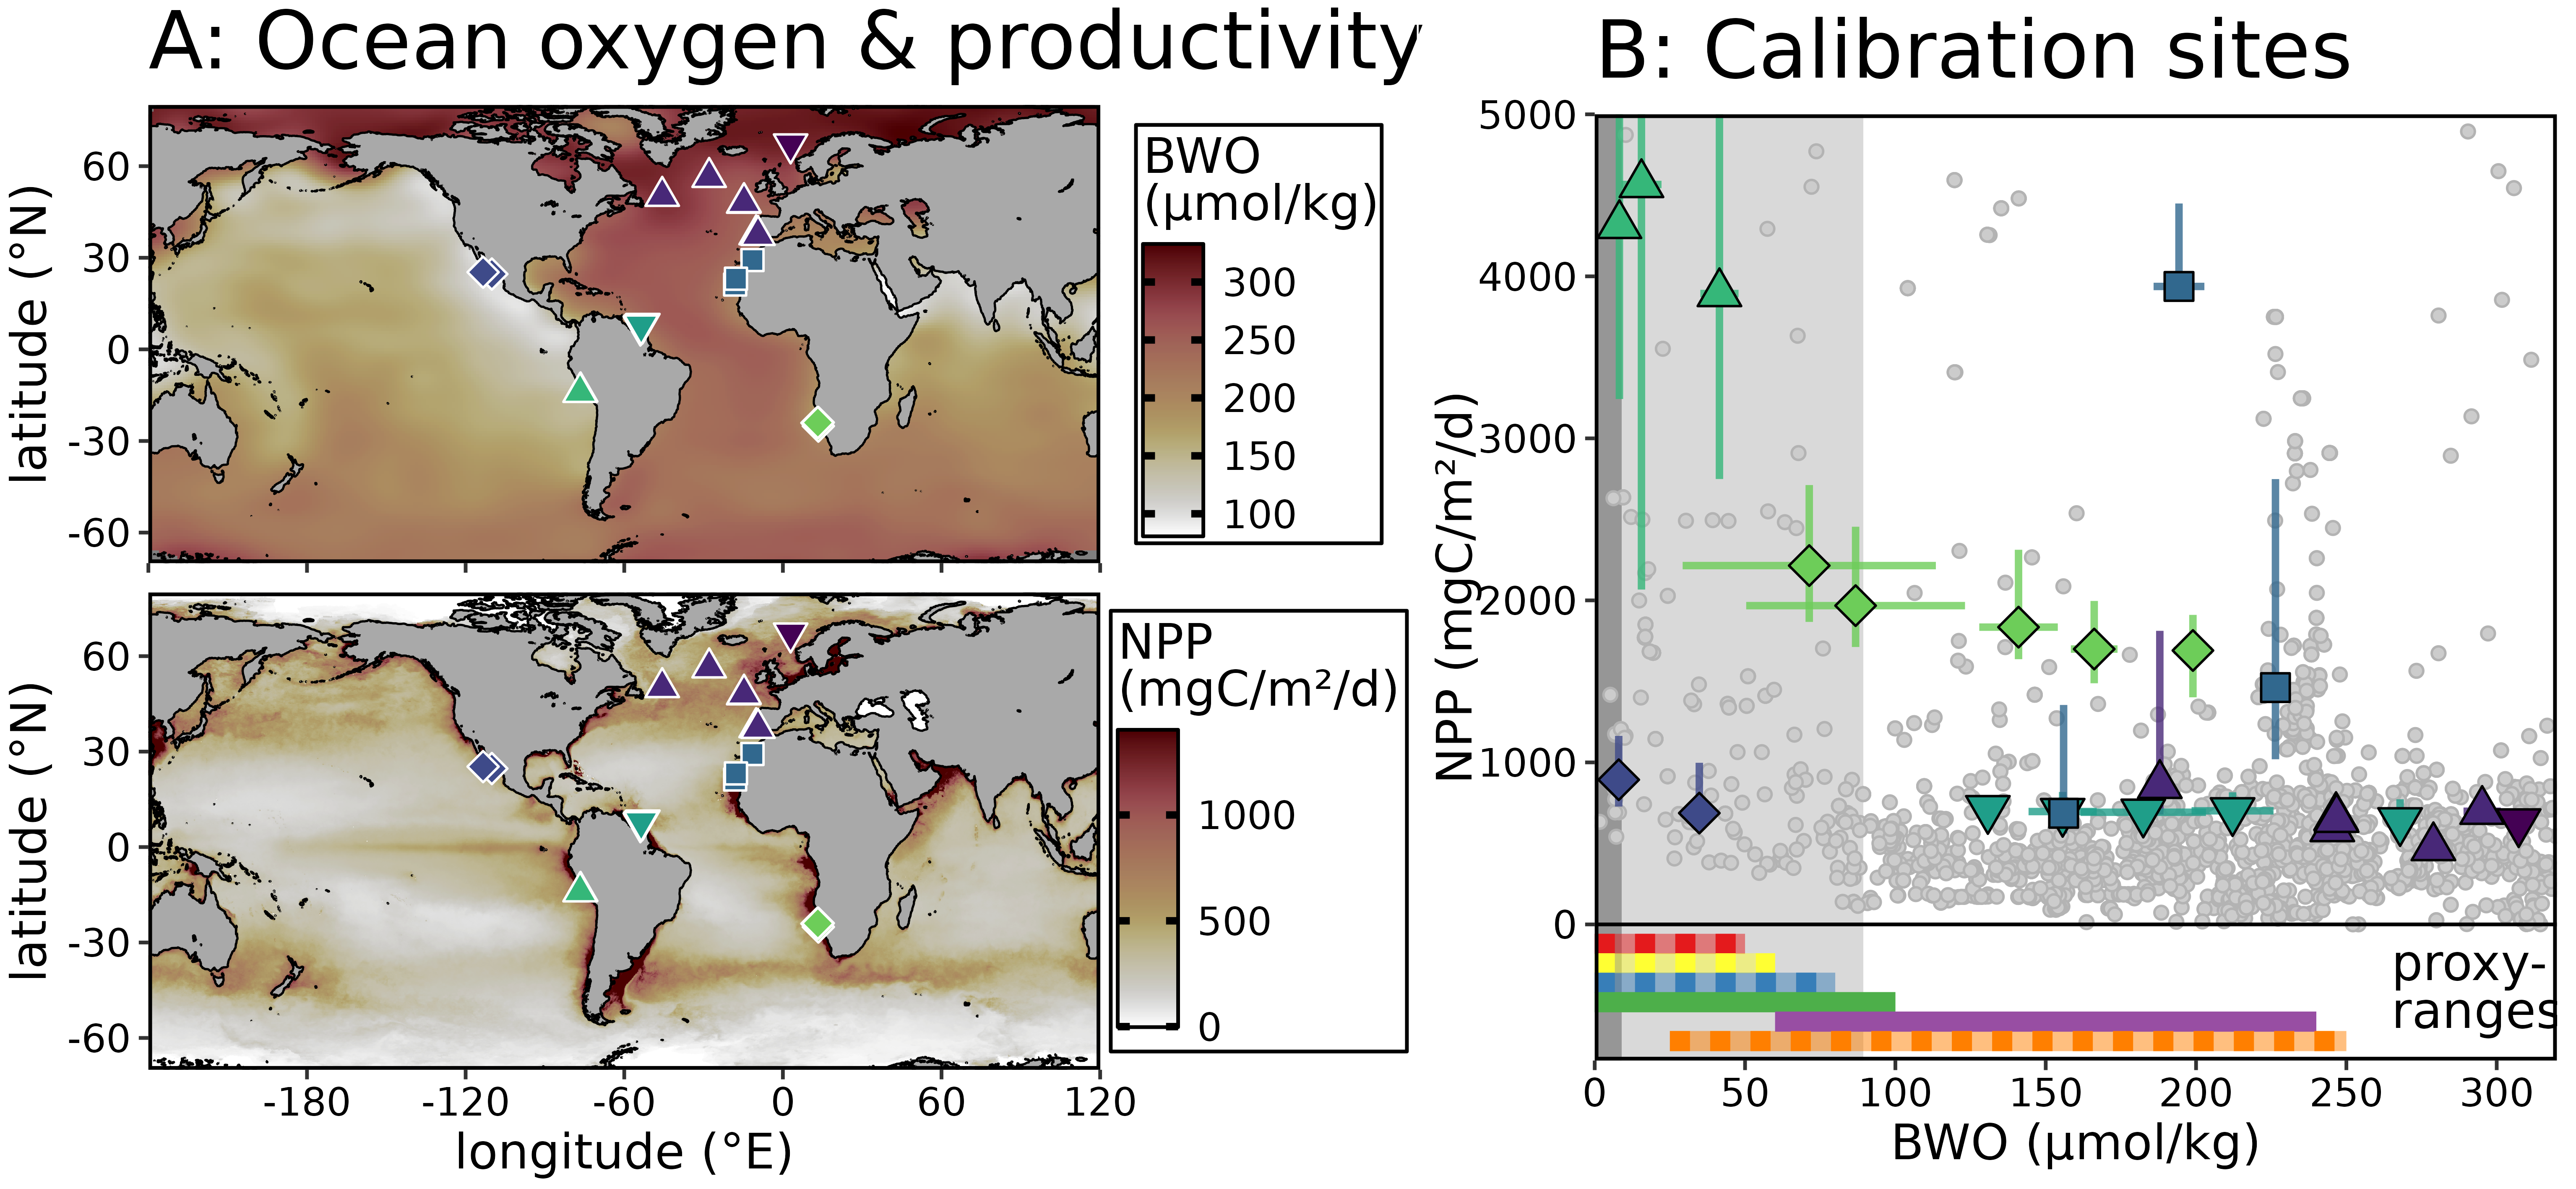 A: Ocean oxygen & productivity
B: Calibration sites
latitude (°N)
60
30
0
-30
-60
BWO
(µmol/kg)
300
250
200
150
100
latitude (°N)
60
30
0
-30
-60
-180
-120
-60
0
60
120
longitude (°E)
NPP
(mgC/m²/d)
1000
500
0
NPP (mgC/m²/d)
5000
4000
3000
2000
1000
0
proxy-
ranges
0
50
100
150
200
250
300
BWO (µmol/kg)